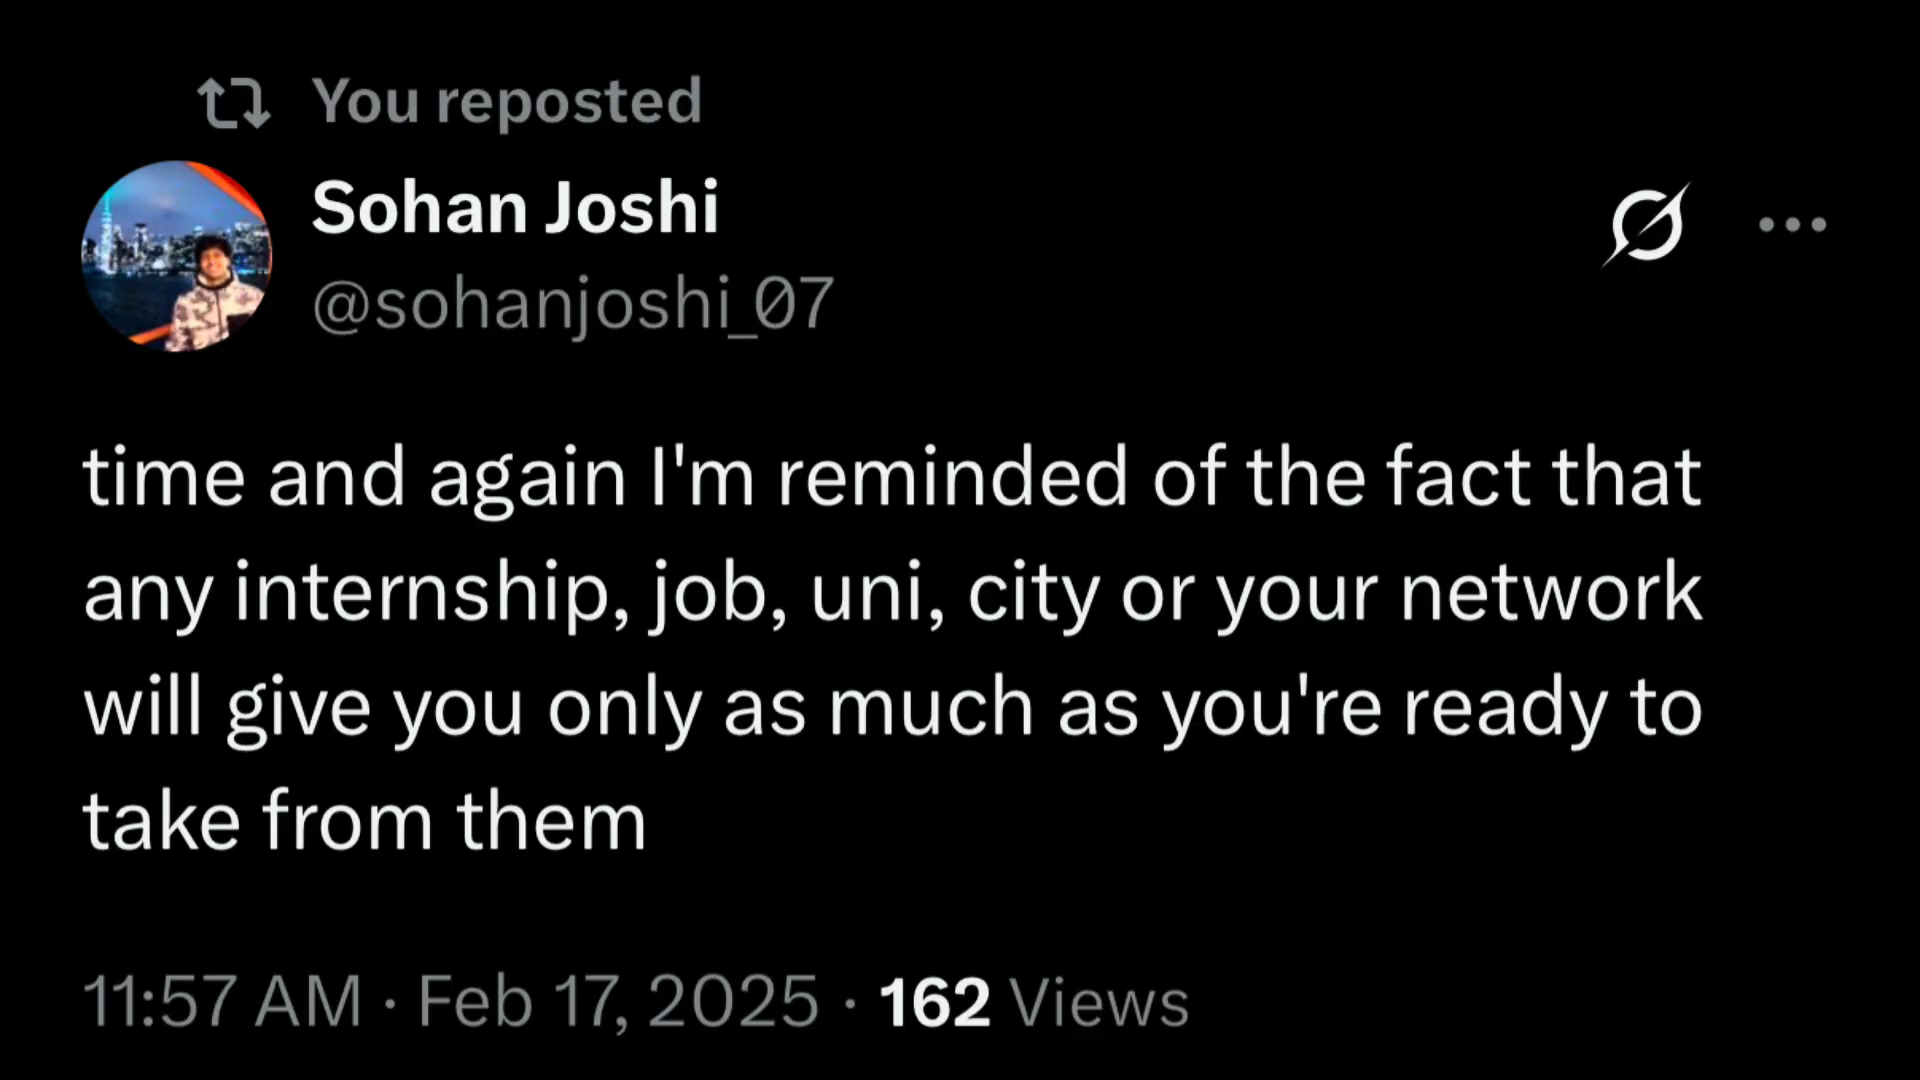 You reposted
Sohan Joshi
@sohanjoshi_07
time and again I'm reminded of the fact that
any internship, job, uni, city or your network
will give you only as much as you're ready to
take from them
11:57 AM · Feb 17, 2025 · 162 Views